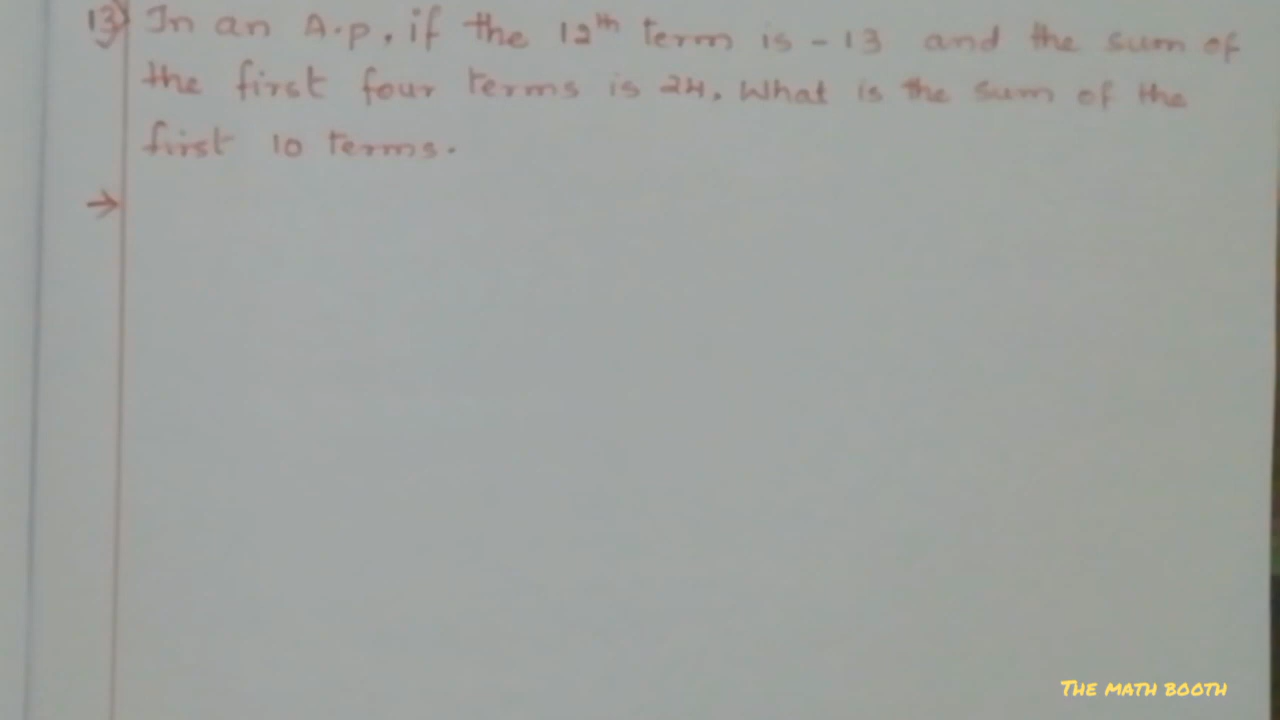 13) In an A.P, if the 12th term is -13 and the sum of
the first four terms is 24, What is the sum of the
first 10 terms.
→
THE MATH BOOTH